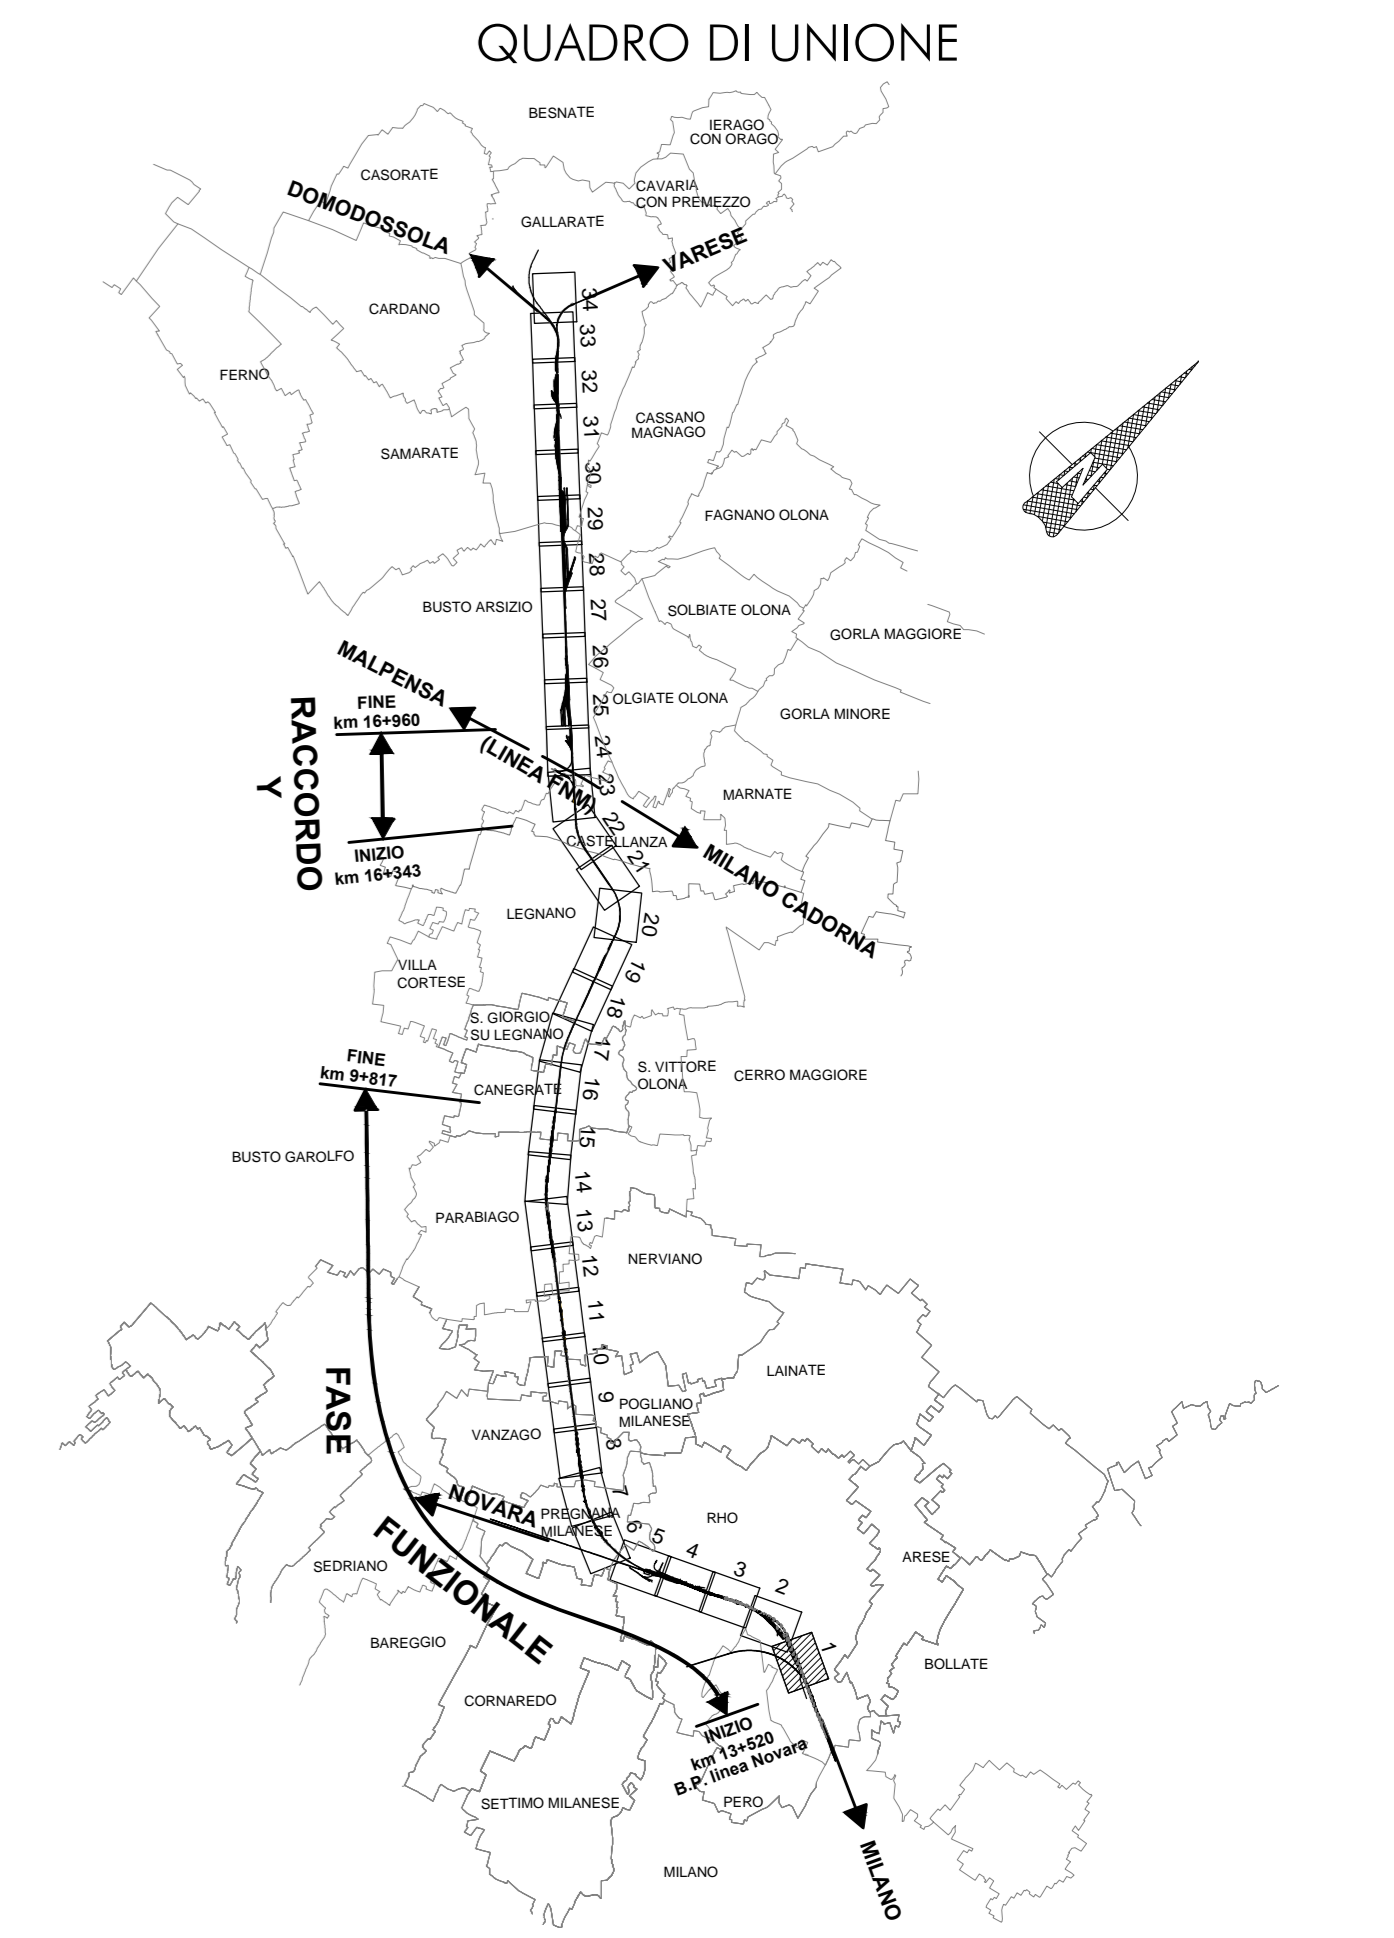 QUADRO DI UNIONE
BESNATE
IERAGO
CON ORAGO
CASORATE
CAVARIA
CON PREMEZZO
DOMODOSSOLA
GALLARATE
VARESE
34
CARDANO
33
FERNO
32
CASSANO
MAGNAGO
31
SAMARATE
30
29
FAGNANO OLONA
28
BUSTO ARSIZIO
27
SOLBIATE OLONA
GORLA MAGGIORE
26
MALPENSA
25
OLGIATE OLONA
GORLA MINORE
FINE
km 16+960
24
(LINEA FNM)
23
MARNATE
RACCORDO
Y
22
CASTELLANZA
21
INIZIO
km 16+343
MILANO CADORNA
LEGNANO
20
VILLA
CORTESE
19
18
S. GIORGIO
SU LEGNANO
17
FINE
km 9+817
S. VITTORE
OLONA
CERRO MAGGIORE
CANEGRATE
16
15
BUSTO GAROLFO
14
PARABIAGO
13
NERVIANO
12
11
10
LAINATE
9
POGLIANO
MILANESE
FASE
VANZAGO
8
7
NOVARA
PREGNANA
MILANESE
6
5
4
3
2
1
RHO
ARESE
FUNZIONALE
SEDRIANO
BAREGGIO
BOLLATE
CORNAREDO
INIZIO
km 13+520
B.P. linea Novara
PERO
SETTIMO MILANESE
MILANO
MILANO
N